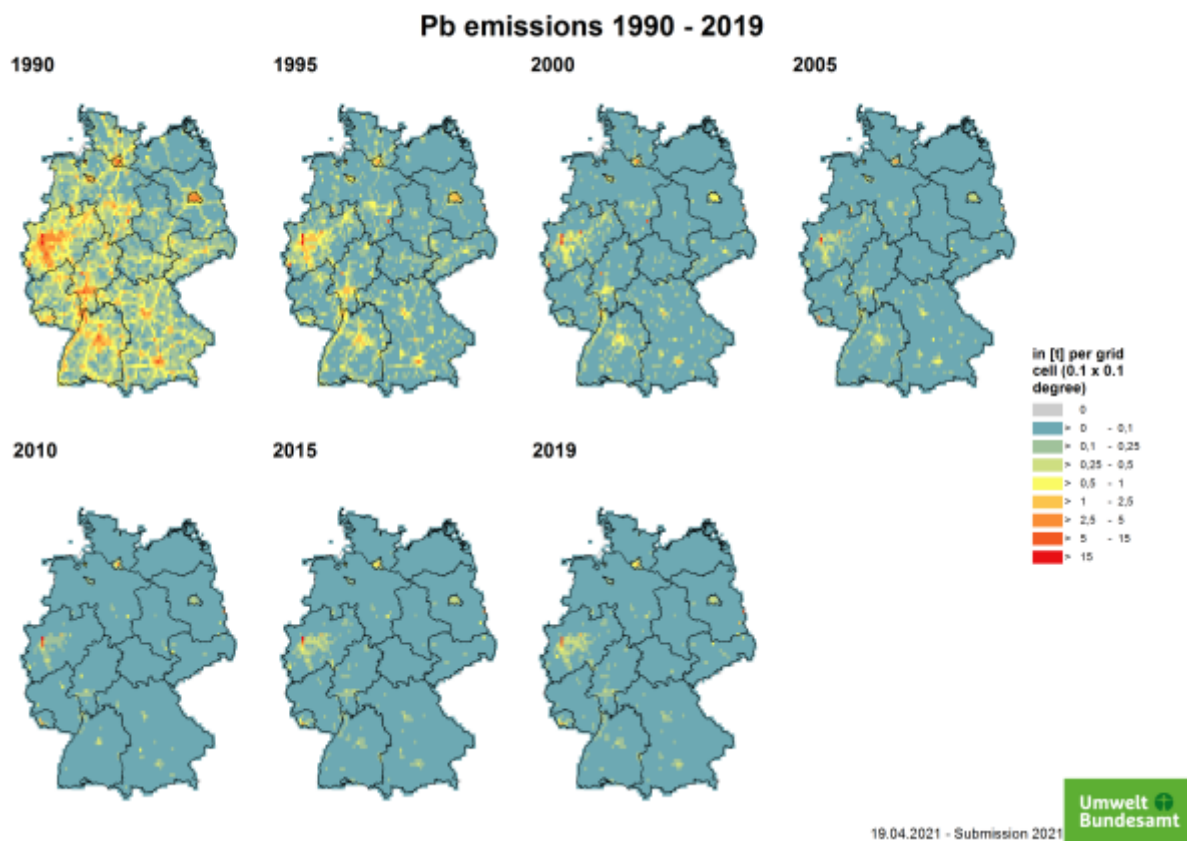 Pb emissions 1990 - 2019
1990
1995
2000
2005
in [t] per grid
cell (0.1 x 0.1
degree)
0
> 0 - 0,1
> 0,1 - 0,25
> 0,25 - 0,5
> 0,5 - 1
> 1 - 2,5
> 2,5 - 5
> 5 - 15
> 15
2010
2015
2019
Umwelt
Bundesamt
19.04.2021 - Submission 2021